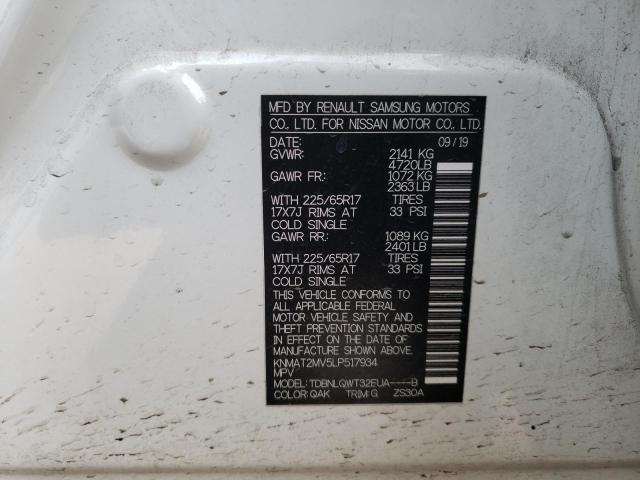 MFD BY RENAULT SAMSUNG MOTORS
CO., LTD. FOR NISSAN MOTOR CO., LTD.
DATE: 09/19
GVWR: 2141 KG
4720LB
GAWR FR: 1072 KG
2363LB
WITH 225/65R17 TIRES
17X7J RIMS AT 33 PSI
COLD SINGLE
GAWR RR: 1089 KG
2401LB
WITH 225/65R17 TIRES
17X7J RIMS AT 33 PSI
COLD SINGLE
THIS VEHICLE CONFORMS TO
ALL APPLICABLE FEDERAL
MOTOR VEHICLE SAFETY AND
THEFT PREVENTION STANDARDS
IN EFFECT ON THE DATE OF
MANUFACTURE SHOWN ABOVE.
KNMAT2MV5LP517934
MPV
MODEL: TDBNLQWT32EUA----B
COLOR: QAK TRIM:G ZS30A